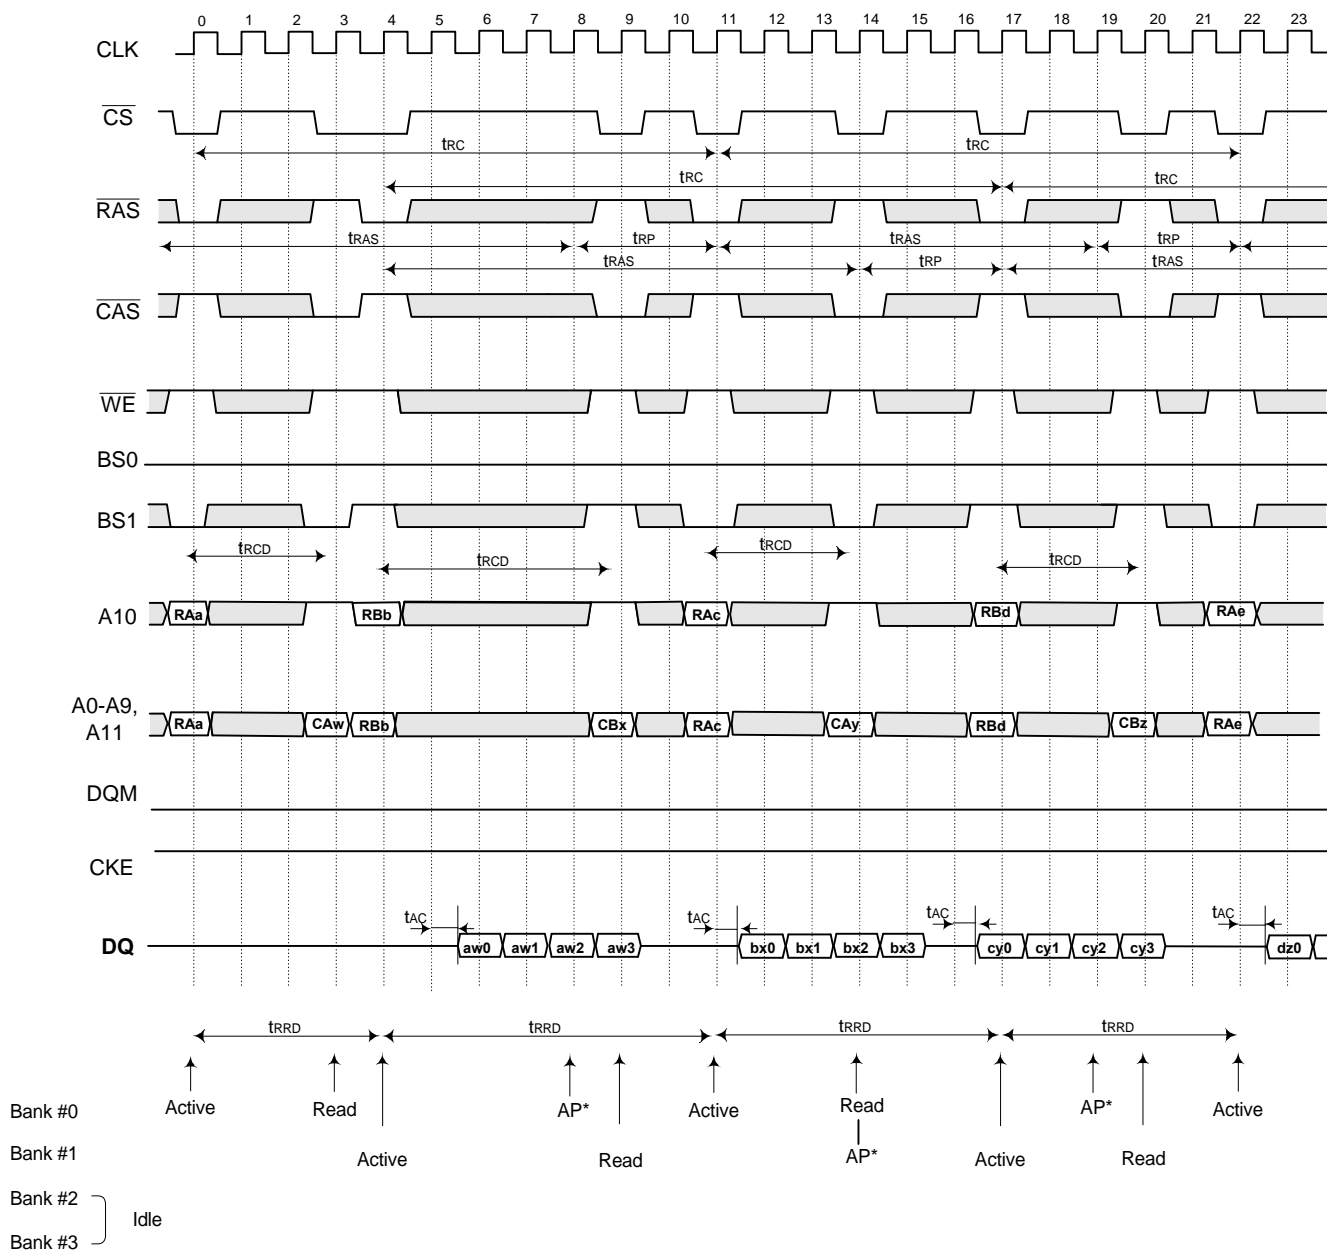 0 1 2 3 4 5 6 7 8 9 10 11 12 13 14 15 16 17 18 19 20 21 22 23
CLK
CS
tRC tRC
tRC tRC
RAS
tRAS tRP tRAS tRP
tRAS tRP tRAS
CAS
WE
BS0
BS1
tRCD tRCD tRCD tRCD
A10 RAa RBb RAc RBd RAe
A0-A9,
A11 RAa CAw RBb CBx RAc CAy RBd CBz RAe
DQM
CKE
tAC tAC tAC tAC
DQ aw0 aw1 aw2 aw3 bx0 bx1 bx2 bx3 cy0 cy1 cy2 cy3 dz0
tRRD tRRD tRRD tRRD
Bank #0 Active Read AP* Active Read AP* Active
Bank #1 Active Read AP* Active Read
Bank #2
Idle
Bank #3